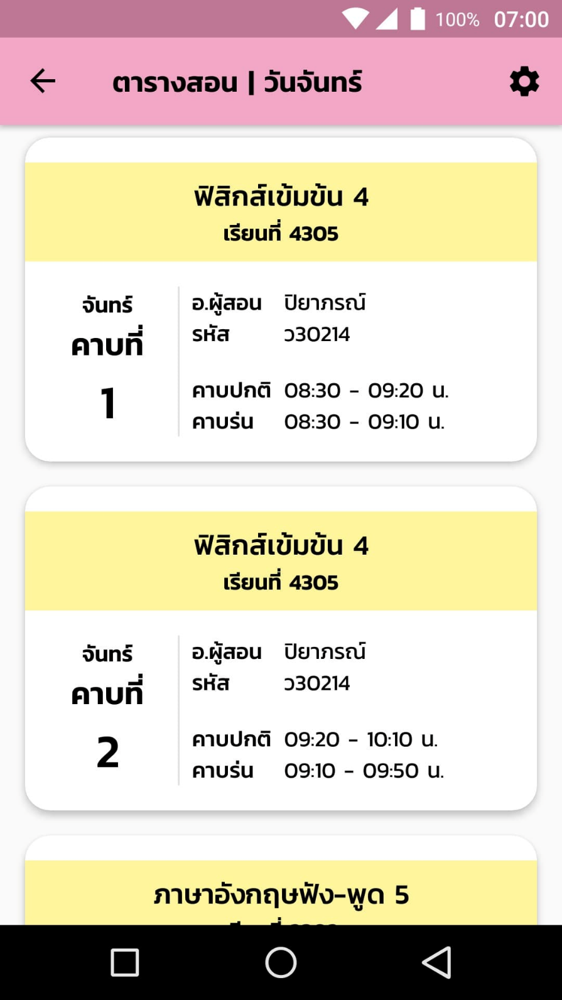 100% 07:00
ตารางสอน | วันจันทร์
ฟิสิกส์เข้มข้น 4
เรียนที่ 4305
จันทร์
คาบที่
1
อ.ผู้สอน ปิยาภรณ์
รหัส ว30214
คาบปกติ 08:30 - 09:20 น.
คาบร่น 08:30 - 09:10 น.
ฟิสิกส์เข้มข้น 4
เรียนที่ 4305
จันทร์
คาบที่
2
อ.ผู้สอน ปิยาภรณ์
รหัส ว30214
คาบปกติ 09:20 - 10:10 น.
คาบร่น 09:10 - 09:50 น.
ภาษาอังกฤษฟัง-พูด 5